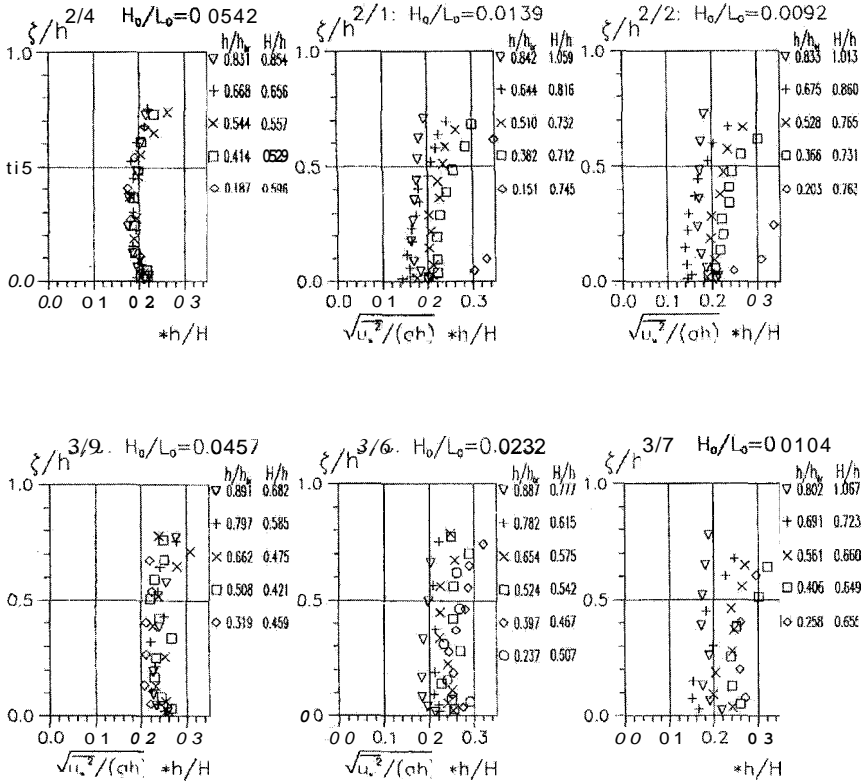 2/4 H₀/L₀=0 0542
2/1: H₀/L₀=0.0139
2/2: H₀/L₀=0.0092
ζ/h
h/h H/h
1.0
▽ 0.831 0.854
+ 0.668 0.656
× 0.544 0.557
□ 0.414 0529
◇ 0.187 0.596
115
0.0
0.0 0 1 0 2 0 3
*h/H
ζ/h
h/h H/h
1.0
▽ 0.842 1.059
+ 0.644 0.816
× 0.510 0.732
□ 0.382 0.712
◇ 0.151 0.745
0.5
0.0
0.0 0 1 0.2 0.3
/(gh) *h/H
ζ/h
h/h H/h
1.0
▽ 0.833 1.013
+ 0.675 0.860
× 0.528 0.765
□ 0.366 0.731
◇ 0.203 0.763
0.5
0.0
0.0 0 1 0.2 0.3
/(gh) *h/H
3/9. H₀/L₀=0.0457
3/6. H₀/L₀=0.0232
3/7 H₀/L₀=0 0104
ζ/h
h/h H/h
1.0
▽ 0.891 0.682
+ 0.797 0.585
× 0.662 0.475
□ 0.508 0.421
◇ 0.319 0.459
0.5
0.0
0.0 0 1 0 2 0 3
/(gh) *h/H
ζ/h
h/h H/h
1.0
▽ 0.887 0.777
+ 0.782 0.615
× 0.654 0.575
□ 0.524 0.542
◇ 0.397 0.467
○ 0.237 0.507
0.5
0.0
00 0 1 0.2 0.3
/(gh) *h/H
ζ/h
h/h H/h
1.0
▽ 0.802 1.067
+ 0.691 0.723
× 0.561 0.660
□ 0.406 0.649
◇ 0.258 0.655
0.5
0.0
0 0 0 1 0.2 0 3
*h/H